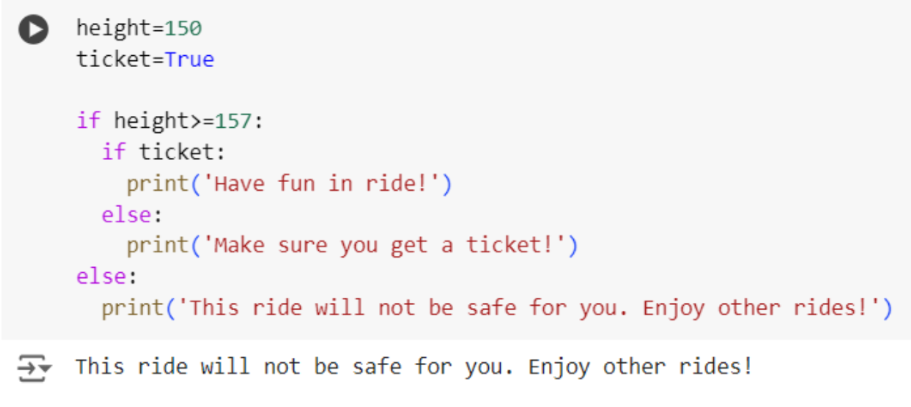 height=150
ticket=True

if height>=157:
  if ticket:
    print('Have fun in ride!')
  else:
    print('Make sure you get a ticket!')
else:
  print('This ride will not be safe for you. Enjoy other rides!')
This ride will not be safe for you. Enjoy other rides!